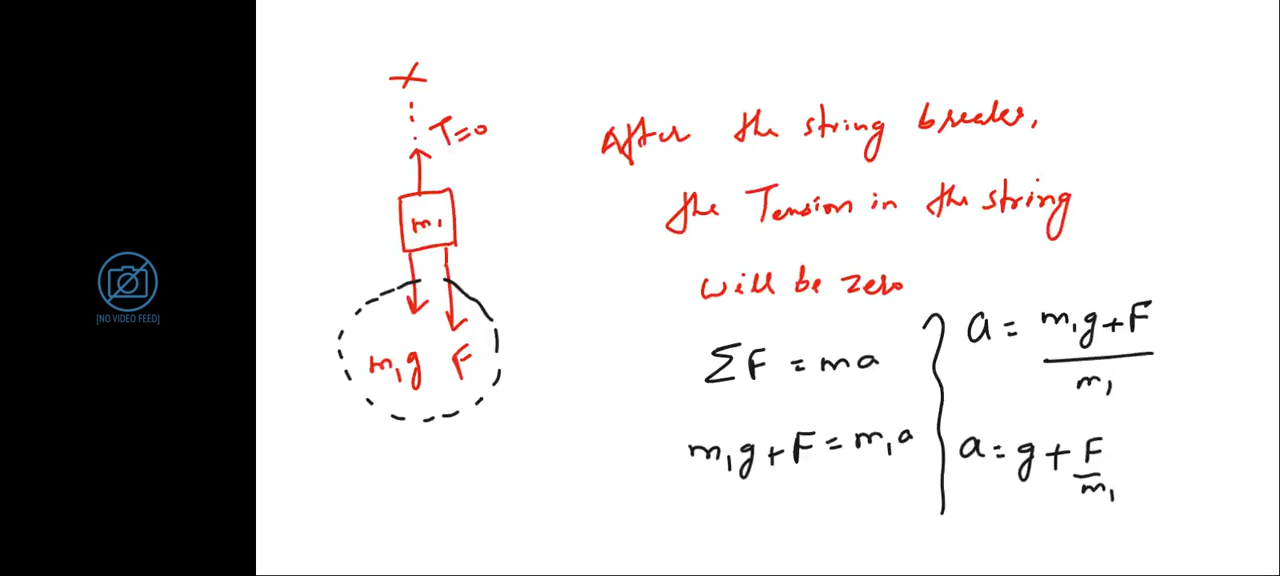 [NO VIDEO FEED]
T=0
m₁
m₁g F
After the string breaks,
the Tension in the string
will be zero
ΣF = ma
m₁g+F = m₁a
a = m₁g+F / m₁
a = g + F/m₁